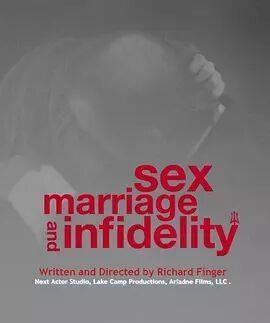 sex
marriage
and infidelity
Written and Directed by Richard Finger
Next Actor Studio, Lake Camp Productions, Ariadne Films, LLC .